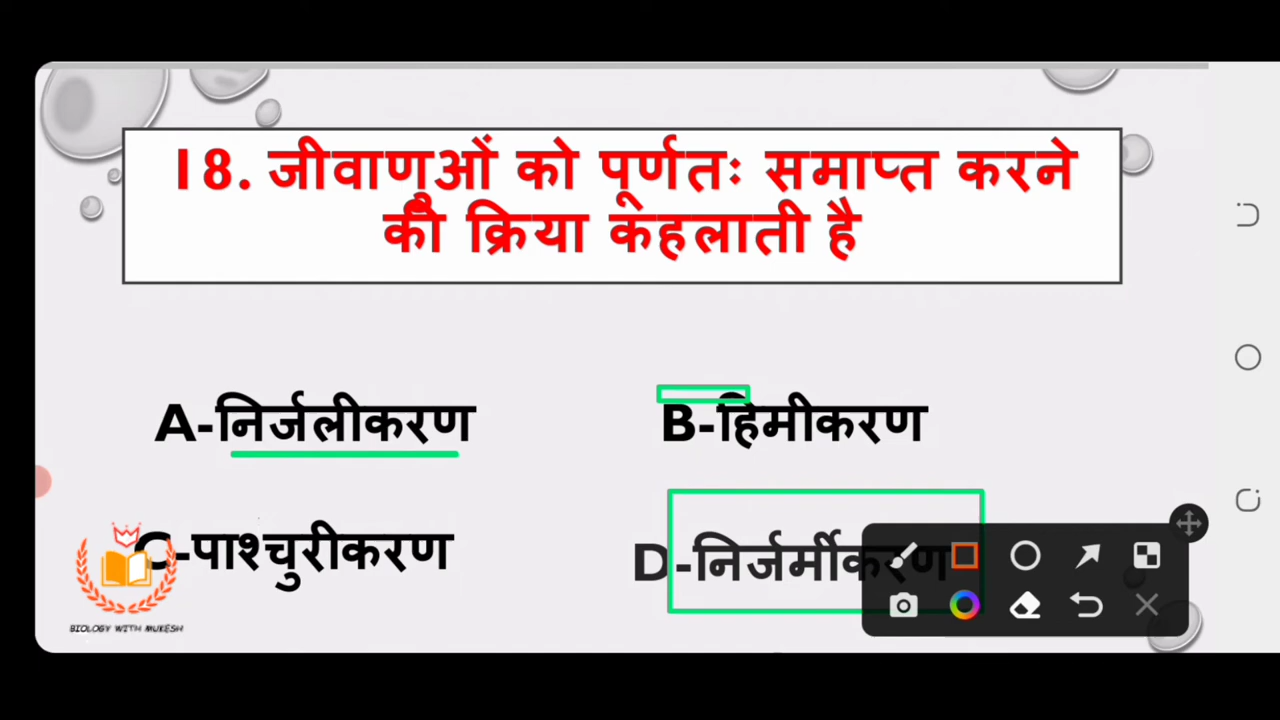 18. जीवाणुओं को पूर्णतः समाप्त करने
की क्रिया कहलाती है
A-निर्जलीकरण
B-हिमीकरण
C-पाश्चुरीकरण
D-निर्जर्मीकरण
BIOLOGY WITH MUKESH